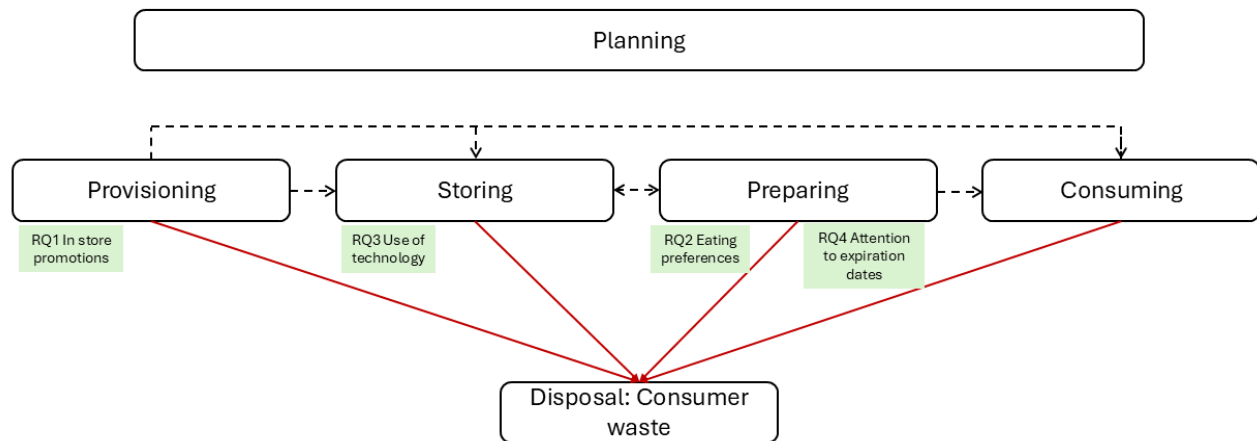 Planning
Provisioning
Storing
Preparing
Consuming
RQ1 In store
promotions
RQ3 Use of
technology
RQ2 Eating
preferences
RQ4 Attention
to expiration
dates
Disposal: Consumer
waste